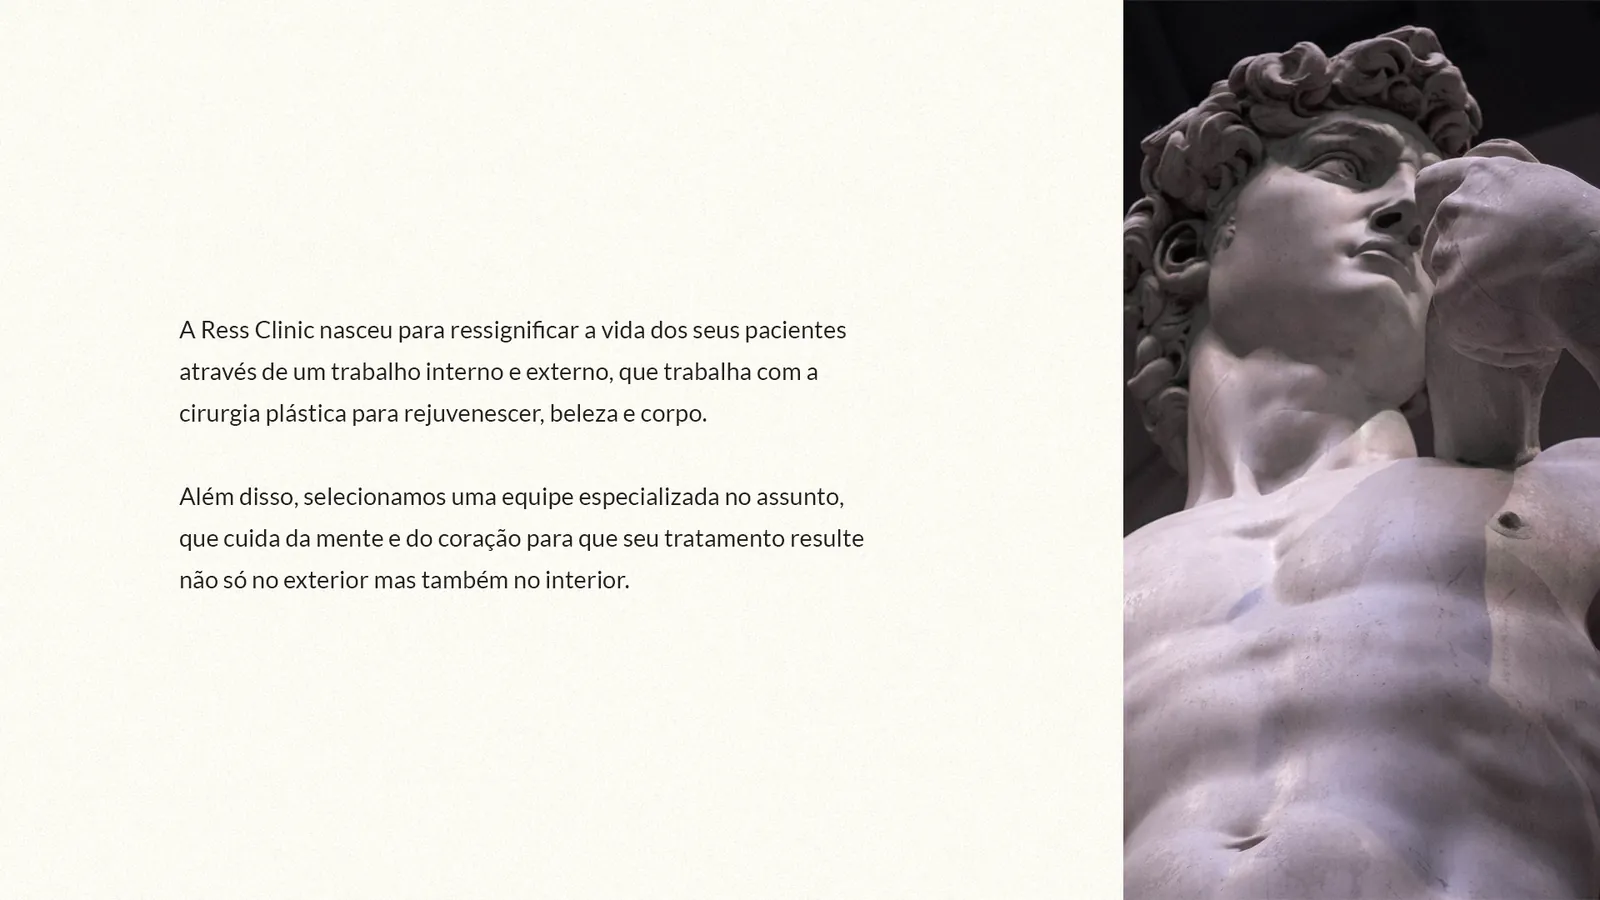 A Ress Clinic nasceu para ressignificar a vida dos seus pacientes
através de um trabalho interno e externo, que trabalha com a
cirurgia plástica para rejuvenescer, beleza e corpo.
Além disso, selecionamos uma equipe especializada no assunto,
que cuida da mente e do coração para que seu tratamento resulte
não só no exterior mas também no interior.